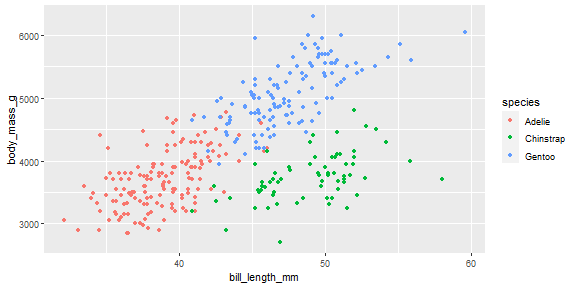 body_mass_g
6000
5000
4000
3000
40
50
60
bill_length_mm
species
Adelie
Chinstrap
Gentoo